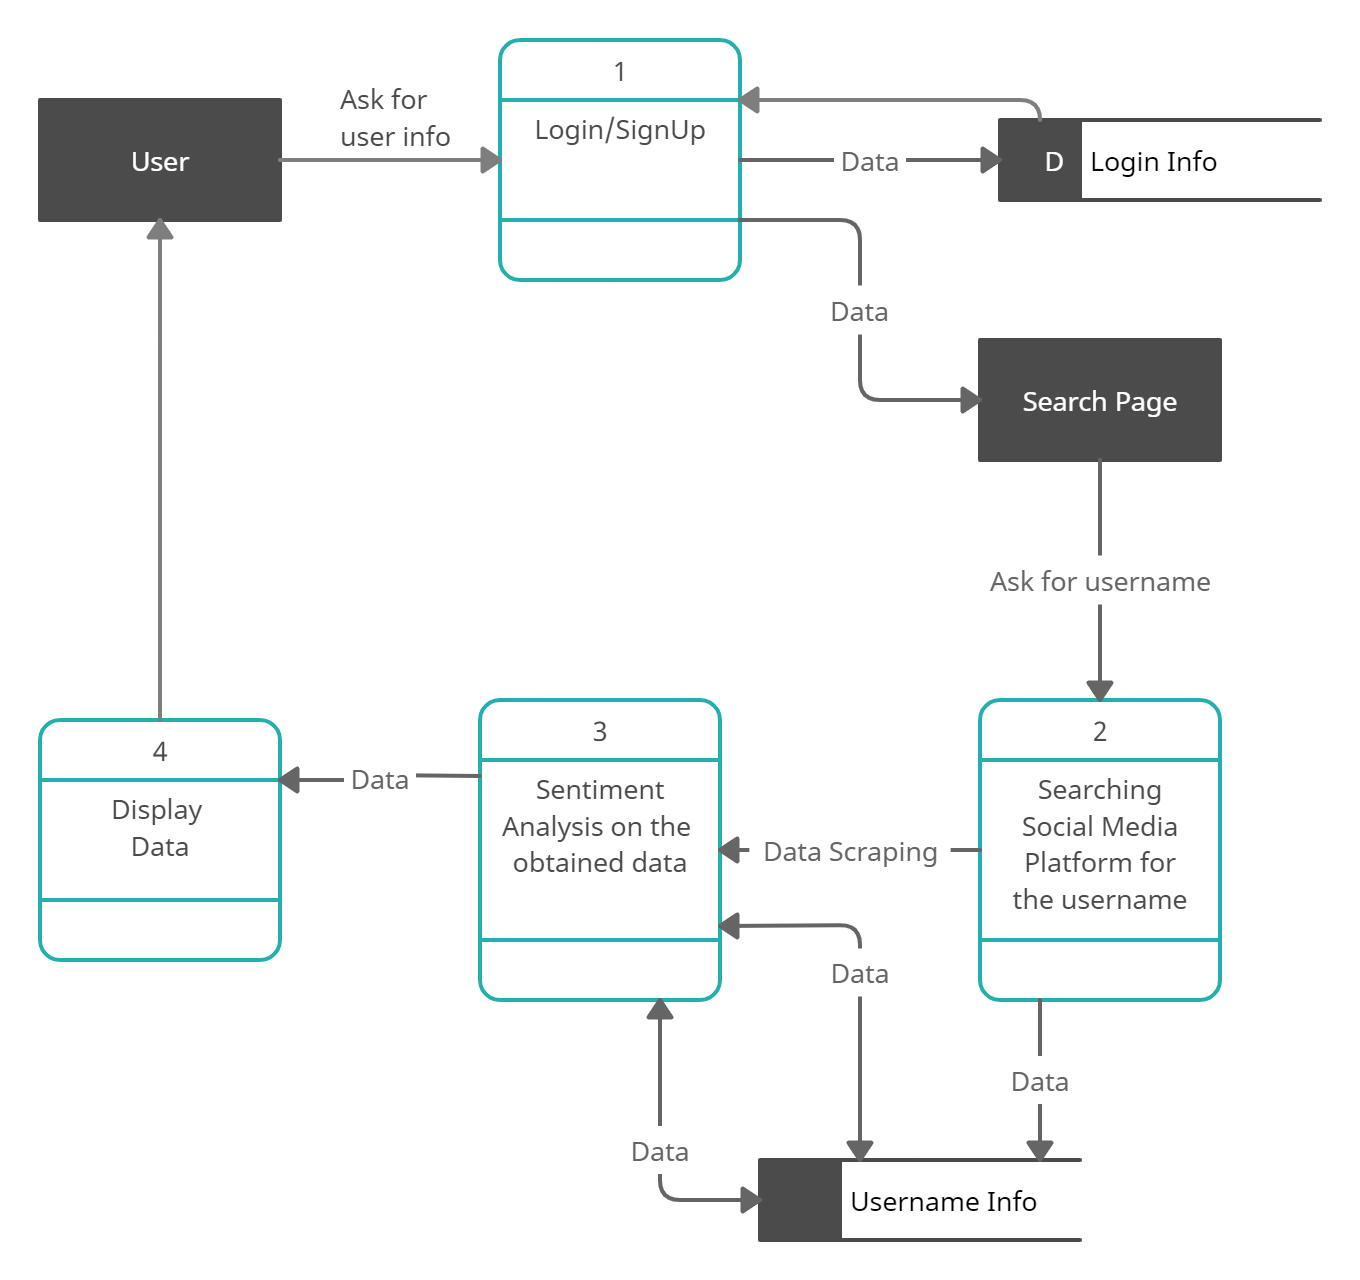 1
Ask for
user info
Login/SignUp
User
Data
D
Login Info
Data
Search Page
Ask for username
4
Display
Data
Data
3
Sentiment
Analysis on the
obtained data
Data Scraping
2
Searching
Social Media
Platform for
the username
Data
Data
Data
Username Info